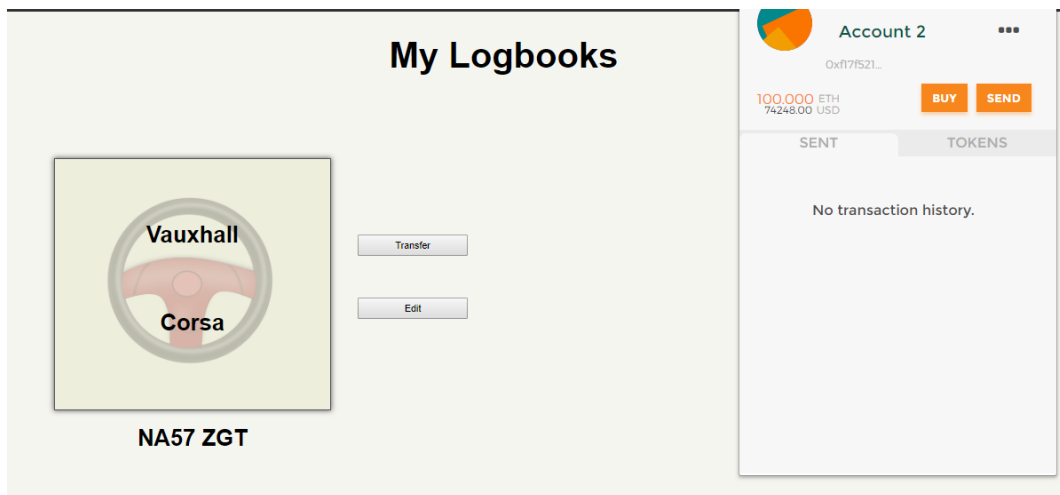 My Logbooks
Vauxhall
Corsa
NA57 ZGT
Transfer
Edit
Account 2
0xf17f521...
100.000 ETH
74248.00 USD
BUY
SEND
SENT
TOKENS
No transaction history.